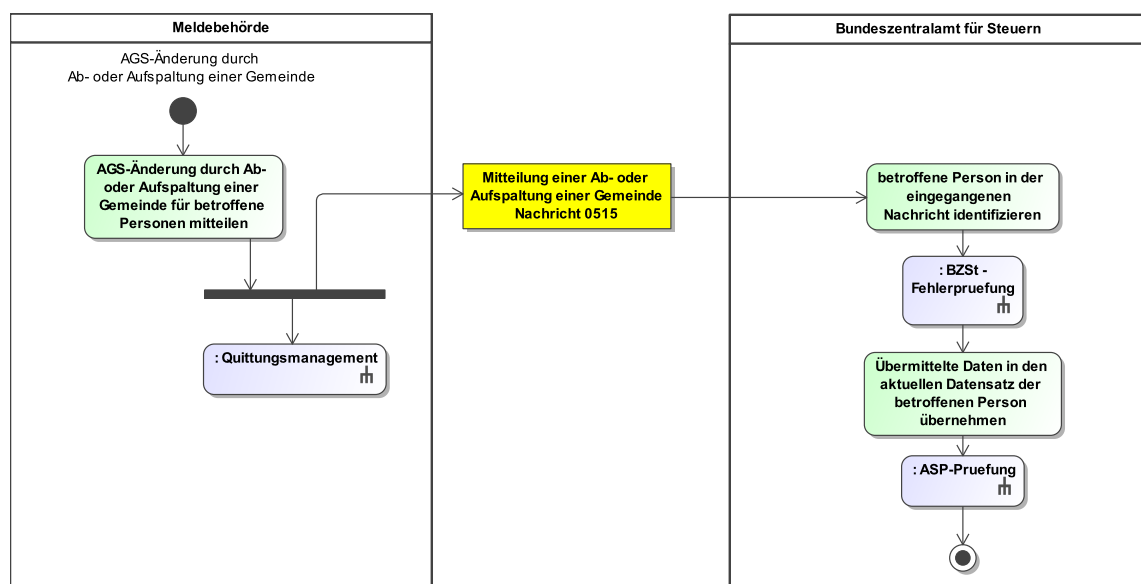 Meldebehörde
AGS-Änderung durch
Ab- oder Aufspaltung einer Gemeinde
AGS-Änderung durch Ab-
oder Aufspaltung einer
Gemeinde für betroffene
Personen mitteilen
: Quittungsmanagement
Mitteilung einer Ab- oder
Aufspaltung einer Gemeinde
Nachricht 0515
Bundeszentralamt für Steuern
betroffene Person in der
eingegangenen
Nachricht identifizieren
: BZSt -
Fehlerpruefung
Übermittelte Daten in den
aktuellen Datensatz der
betroffenen Person
übernehmen
: ASP-Pruefung